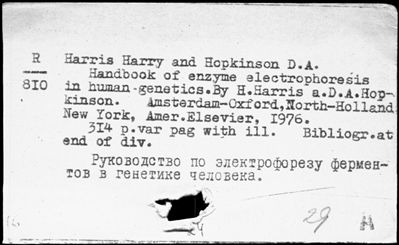 R Harris Harry and Hopkinson D.A.
810 Handbook of enzyme electrophoresis
in human genetics.By H.Harris a.D.A.Hop-
kinson. Amsterdam-Oxford,North-Holland
New York, Amer.Elsevier, 1976.
314 p.var pag with ill. Bibliogr.at
end of div.
Руководство по электрофорезу фермен-
тов в генетике человека.
29 Н